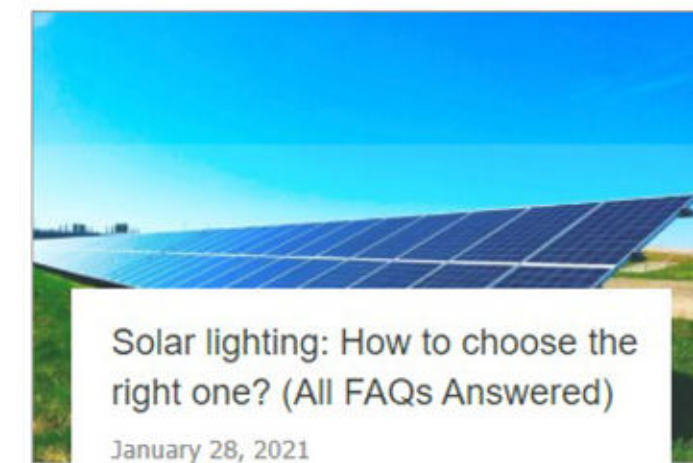 Solar lighting: How to choose the
right one? (All FAQs Answered)
January 28, 2021